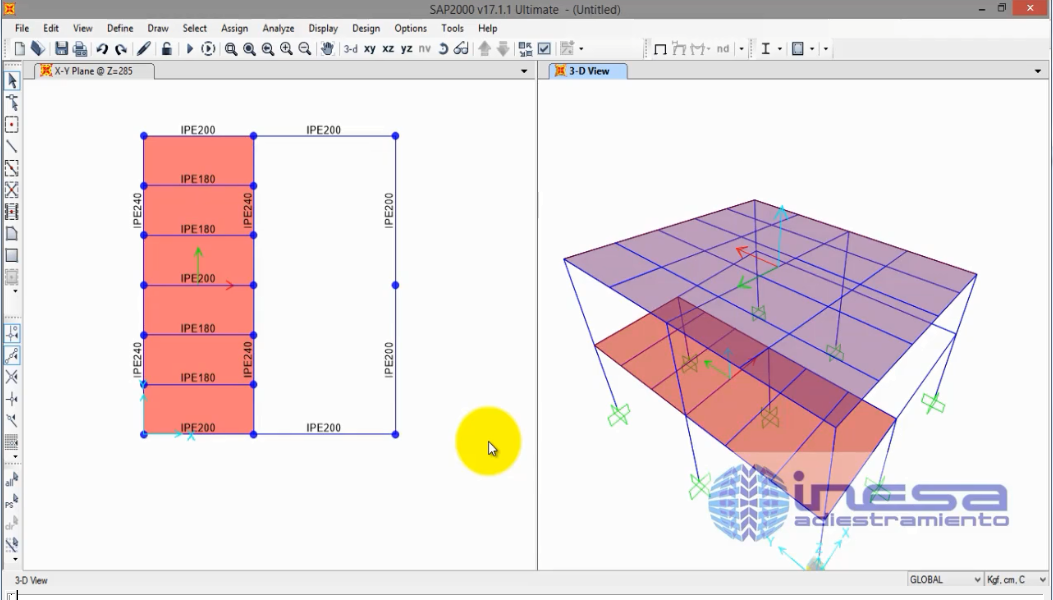 SAP2000 v17.1.1 Ultimate - (Untitled)
File Edit View Define Draw Select Assign Analyze Display Design Options Tools Help
3-d xy xz yz nv nd
X-Y Plane @ Z=285
3-D View
IPE200 IPE200
IPE180
IPE240 IPE240 IPE200
IPE180
IPE200
IPE180
IPE240 IPE240 IPE200
IPE180
IPE200 IPE200
X
inesa
adiestramiento
Y X
Z
all
PS
clr
3-D View
GLOBAL
Kgf, cm, C